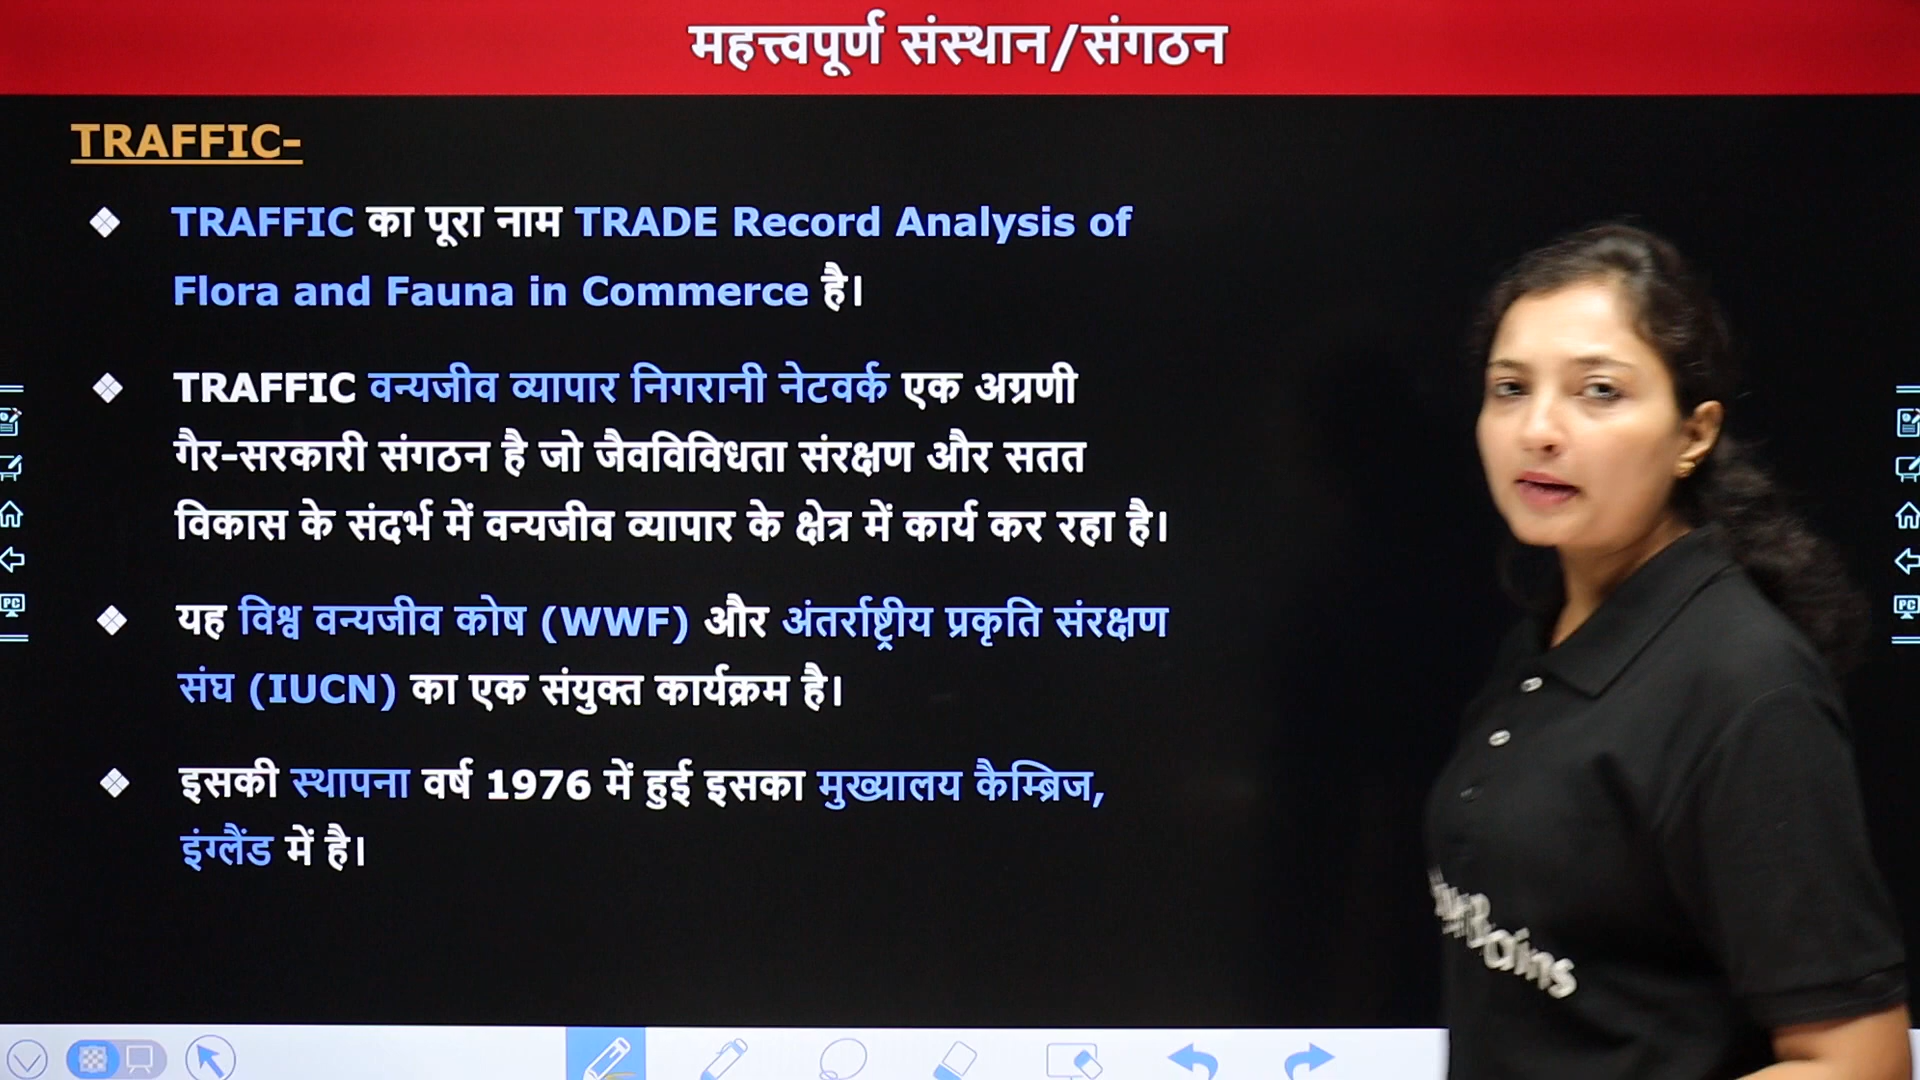 महत्त्वपूर्ण संस्थान/संगठन
TRAFFIC-
TRAFFIC का पूरा नाम TRADE Record Analysis of
Flora and Fauna in Commerce है।
TRAFFIC वन्यजीव व्यापार निगरानी नेटवर्क एक अग्रणी
गैर-सरकारी संगठन है जो जैवविविधता संरक्षण और सतत
विकास के संदर्भ में वन्यजीव व्यापार के क्षेत्र में कार्य कर रहा है।
यह विश्व वन्यजीव कोष (WWF) और अंतर्राष्ट्रीय प्रकृति संरक्षण
संघ (IUCN) का एक संयुक्त कार्यक्रम है।
इसकी स्थापना वर्ष 1976 में हुई इसका मुख्यालय कैम्ब्रिज,
इंग्लैंड में है।
PC
PC